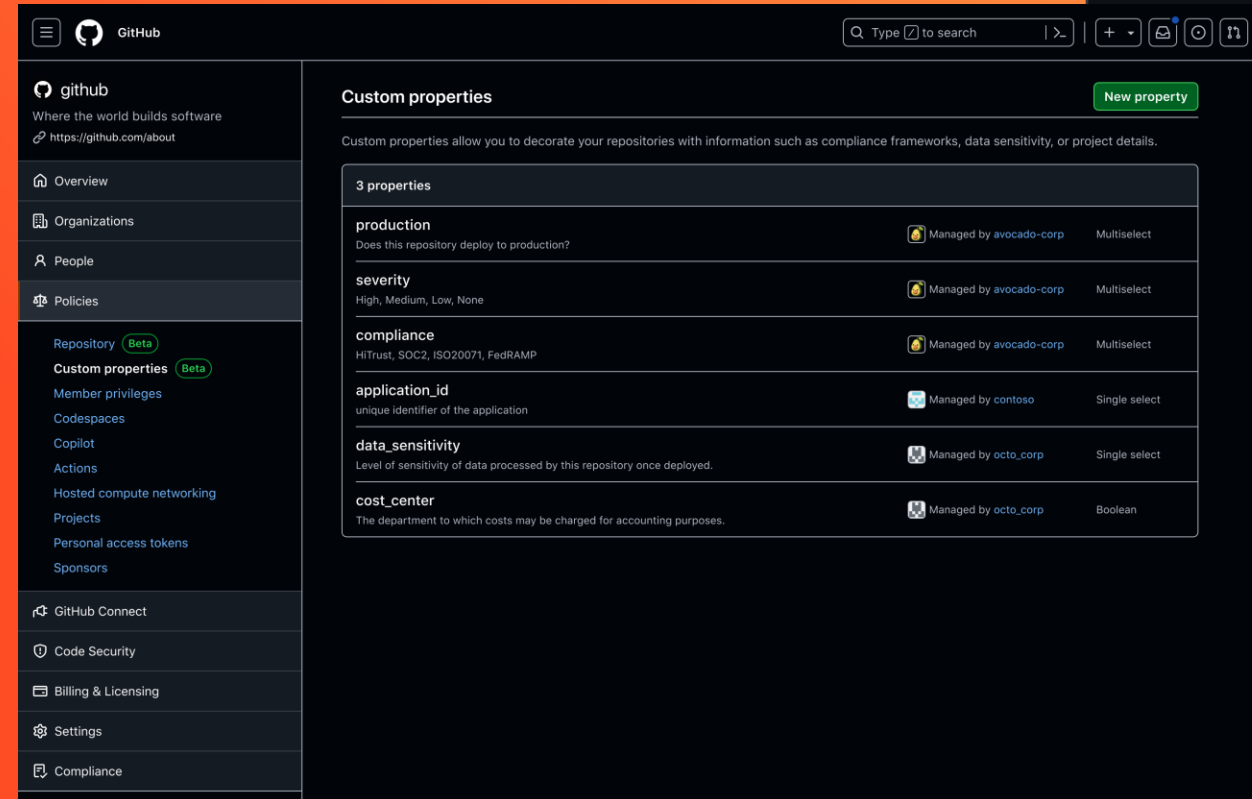 GitHub
Type / to search
github
Where the world builds software
https://github.com/about
Overview
Organizations
People
Policies
Repository Beta
Custom properties Beta
Member privileges
Codespaces
Copilot
Actions
Hosted compute networking
Projects
Personal access tokens
Sponsors
GitHub Connect
Code Security
Billing & Licensing
Settings
Compliance
Custom properties
New property
Custom properties allow you to decorate your repositories with information such as compliance frameworks, data sensitivity, or project details.
3 properties
production
Does this repository deploy to production?
Managed by avocado-corp
Multiselect
severity
High, Medium, Low, None
Managed by avocado-corp
Multiselect
compliance
HiTrust, SOC2, ISO20071, FedRAMP
Managed by avocado-corp
Multiselect
application_id
unique identifier of the application
Managed by contoso
Single select
data_sensitivity
Level of sensitivity of data processed by this repository once deployed.
Managed by octo_corp
Single select
cost_center
The department to which costs may be charged for accounting purposes.
Managed by octo_corp
Boolean